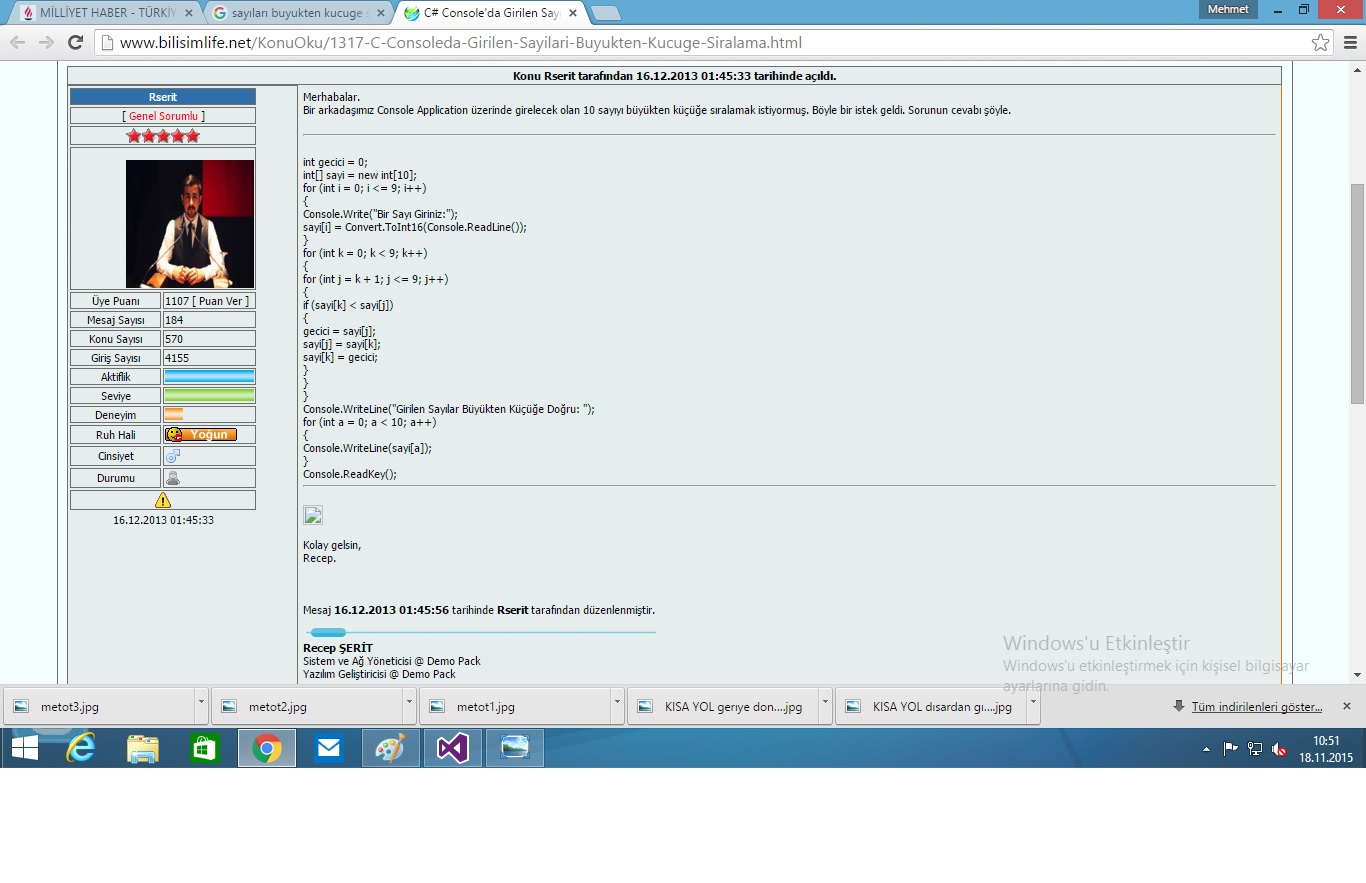 MİLLİYET HABER - TÜRKİY
sayıları buyukten kucuge s
C# Console'da Girilen Sayı
Mehmet
www.bilisimlife.net/KonuOku/1317-C-Consoleda-Girilen-Sayilari-Buyukten-Kucuge-Siralama.html
Konu Rserit tarafından 16.12.2013 01:45:33 tarihinde açıldı.
Rserit
[ Genel Sorumlu ]
Üye Puanı 1107 [ Puan Ver ]
Mesaj Sayısı 184
Konu Sayısı 570
Giriş Sayısı 4155
Aktiflik
Seviye
Deneyim
Ruh Hali Yoğun
Cinsiyet
Durumu
16.12.2013 01:45:33
Merhabalar.
Bir arkadaşımız Console Application üzerinde girelecek olan 10 sayıyı büyükten küçüğe sıralamak istiyormuş. Böyle bir istek geldi. Sorunun cevabı şöyle.
int gecici = 0;
int[] sayi = new int[10];
for (int i = 0; i <= 9; i++)
{
Console.Write("Bir Sayı Giriniz:");
sayi[i] = Convert.ToInt16(Console.ReadLine());
}
for (int k = 0; k < 9; k++)
{
for (int j = k + 1; j <= 9; j++)
{
if (sayi[k] < sayi[j])
{
gecici = sayi[j];
sayi[j] = sayi[k];
sayi[k] = gecici;
}
}
}
Console.WriteLine("Girilen Sayılar Büyükten Küçüğe Doğru: ");
for (int a = 0; a < 10; a++)
{
Console.WriteLine(sayi[a]);
}
Console.ReadKey();
Kolay gelsin,
Recep.
Mesaj 16.12.2013 01:45:56 tarihinde Rserit tarafından düzenlenmiştir.
Recep ŞERİT
Sistem ve Ağ Yöneticisi @ Demo Pack
Yazılım Geliştiricisi @ Demo Pack
Windows'u Etkinleştir
Windows'u etkinleştirmek için kişisel bilgisayar
ayarlarına gidin.
metot3.jpg
metot2.jpg
metot1.jpg
KISA YOL gerıye don....jpg
KISA YOL dısardan gı....jpg
Tüm indirilenleri göster...
10:51
18.11.2015